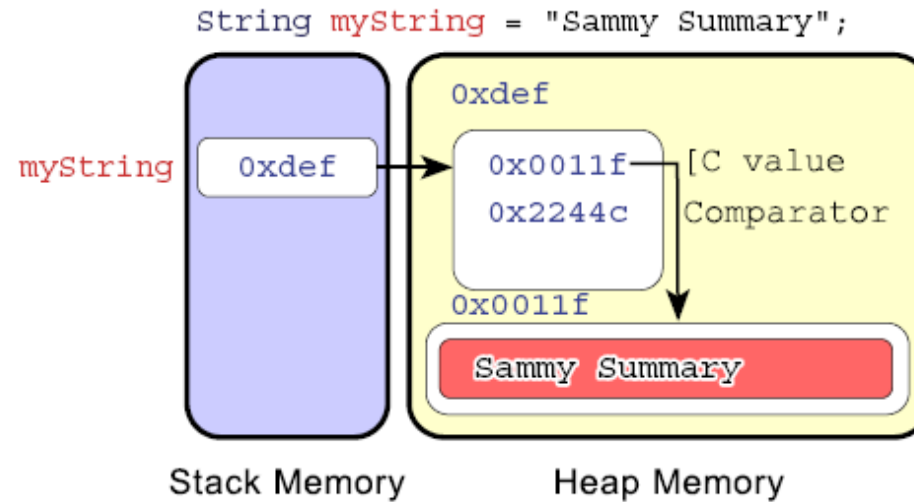 String myString = "Sammy Summary";
0xdef
myString 0xdef 0x0011f [C value
0x2244c Comparator
0x0011f
Sammy Summary
Stack Memory Heap Memory